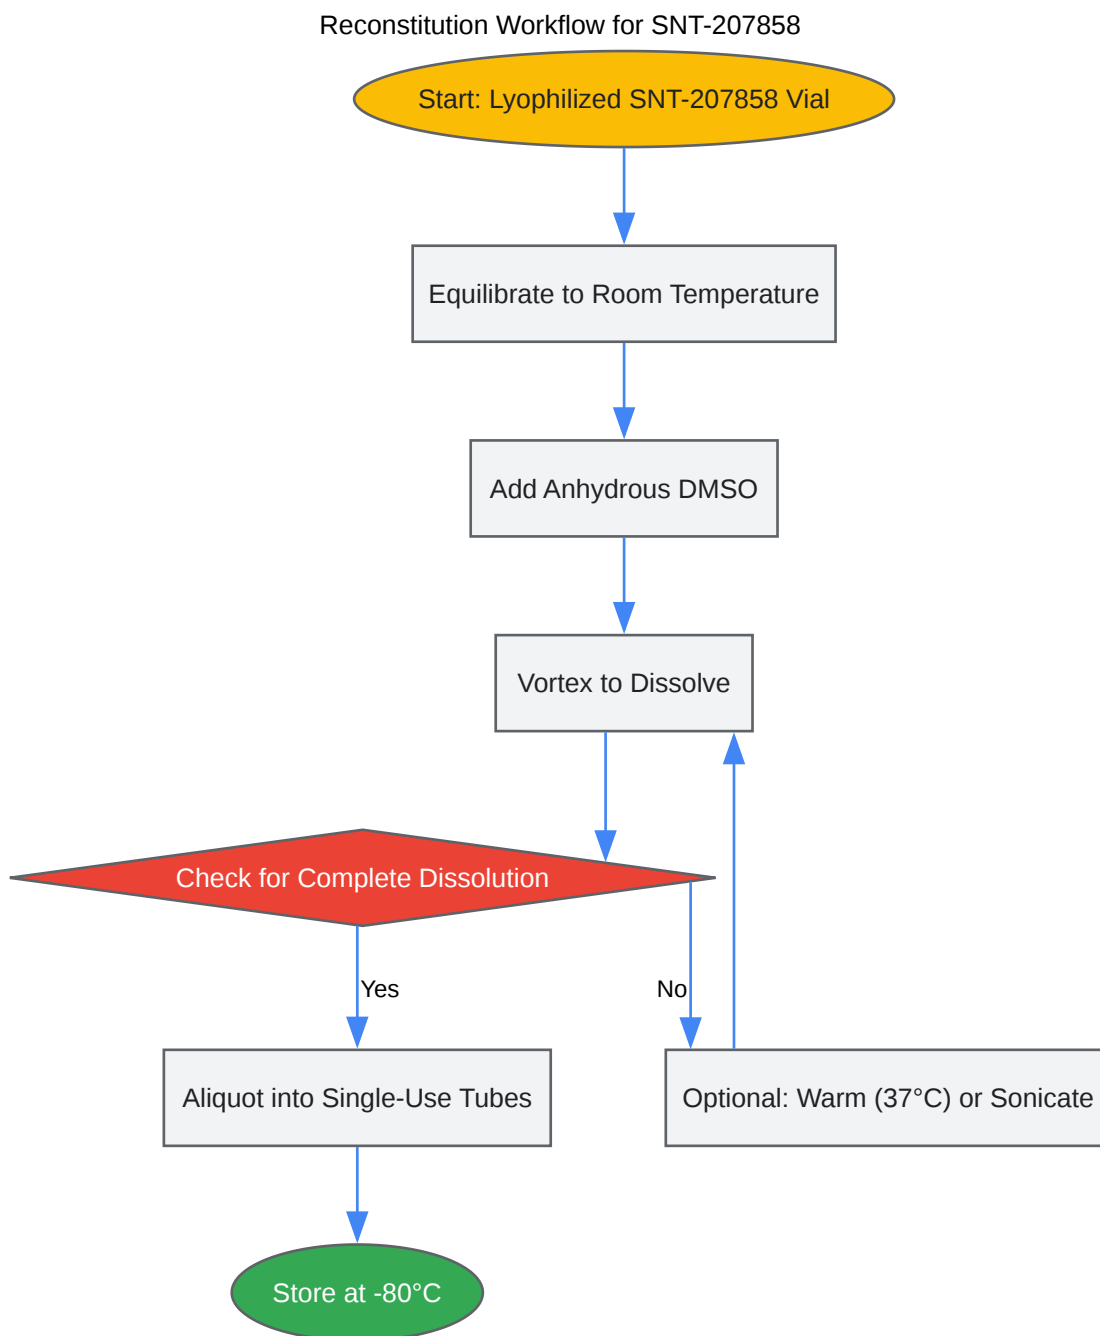 Reconstitution Workflow for SNT-207858
Start: Lyophilized SNT-207858 Vial
Equilibrate to Room Temperature
Add Anhydrous DMSO
Vortex to Dissolve
Check for Complete Dissolution
Yes
No
Aliquot into Single-Use Tubes
Optional: Warm (37°C) or Sonicate
Store at -80°C